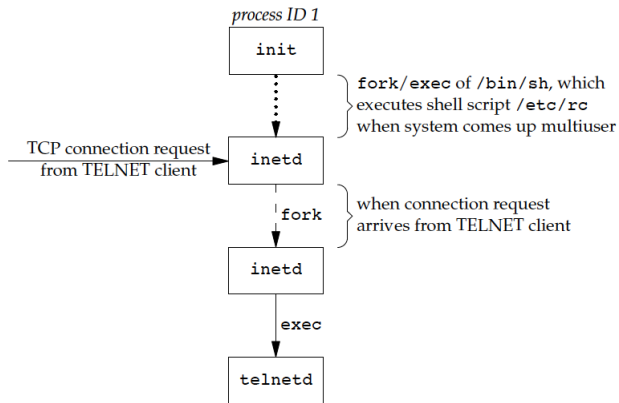 process ID 1
init
fork/exec of /bin/sh, which
executes shell script /etc/rc
when system comes up multiuser
TCP connection request
from TELNET client
inetd
fork
when connection request
arrives from TELNET client
inetd
exec
telnetd